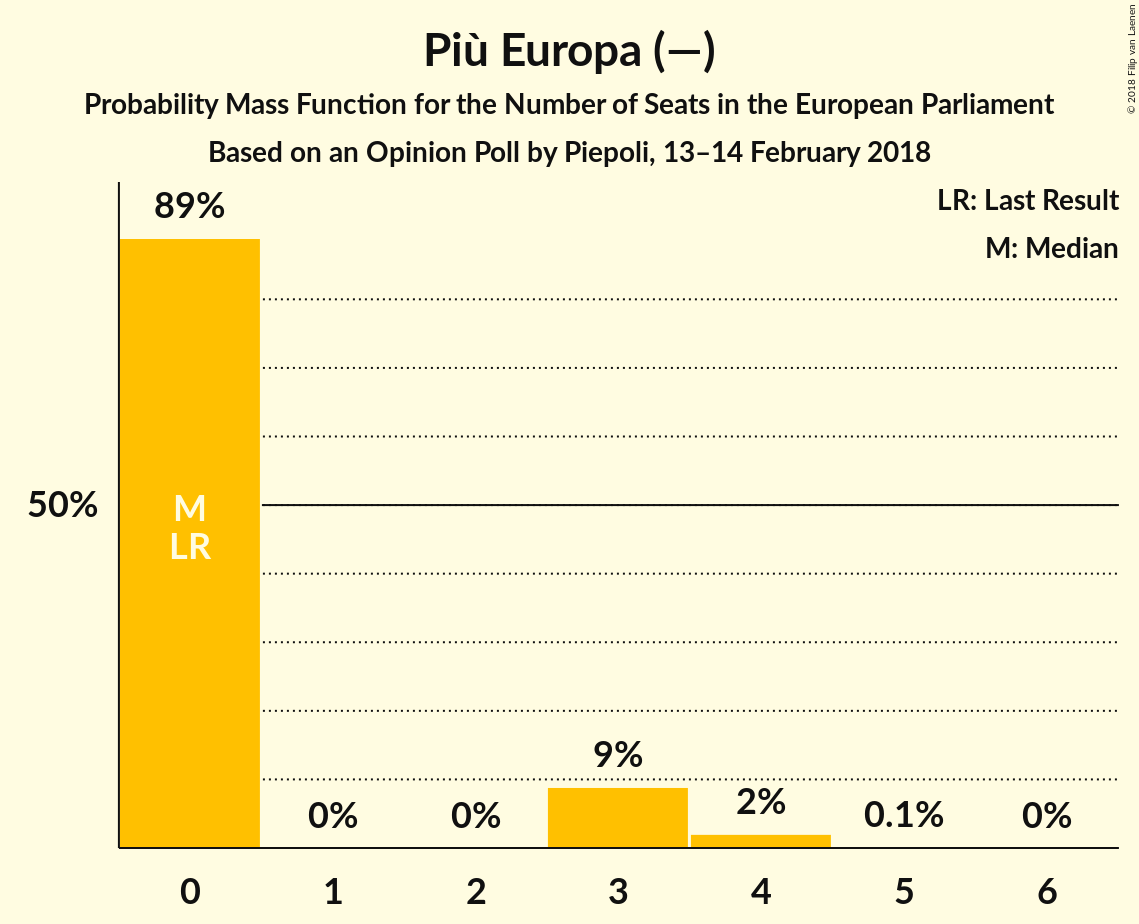 Più Europa (—)
Probability Mass Function for the Number of Seats in the European Parliament
Based on an Opinion Poll by Piepoli, 13–14 February 2018
© 2018 Filip van Laenen
LR: Last Result
M: Median
89%
50%
M
LR
0%
0%
9%
2%
0.1%
0%
0 1 2 3 4 5 6